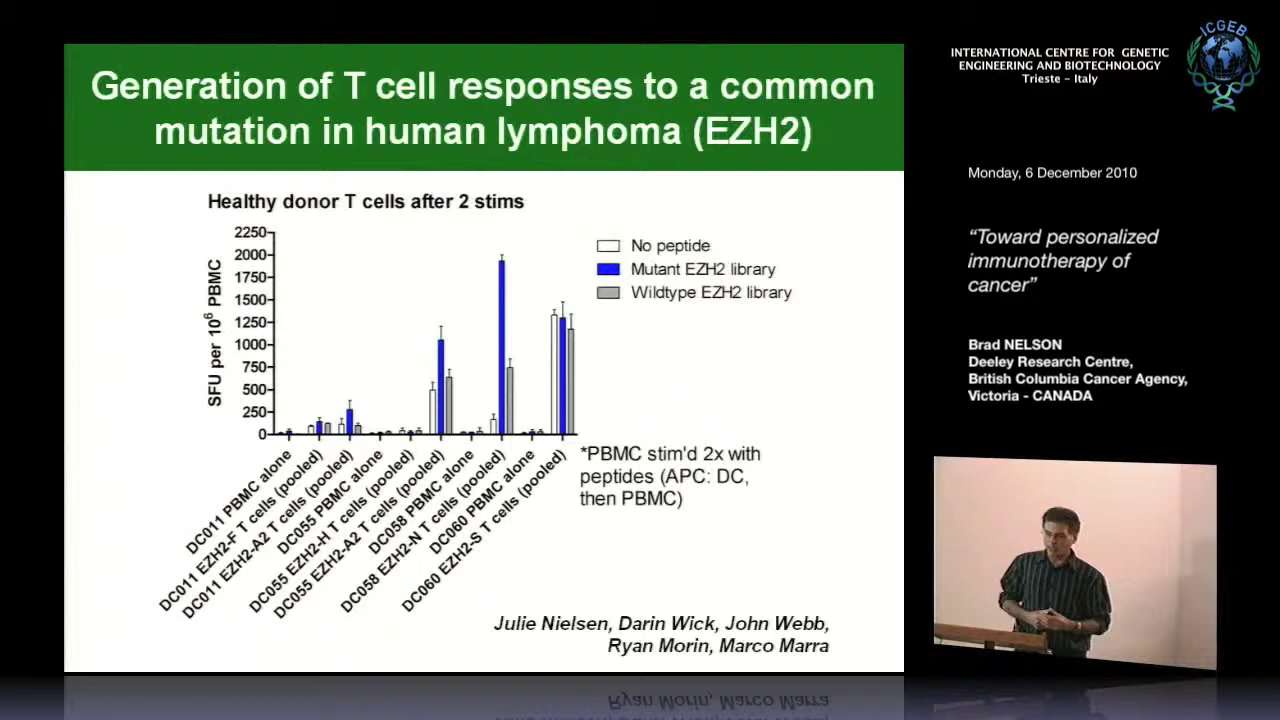 Generation of T cell responses to a common
mutation in human lymphoma (EZH2)
Healthy donor T cells after 2 stims
SFU per 10⁶ PBMC
2250
2000
1750
1500
1250
1000
750
500
250
0
No peptide
Mutant EZH2 library
Wildtype EZH2 library
DC011 PBMC alone
DC011 EZH2-F T cells (pooled)
DC011 EZH2-A2 T cells (pooled)
DC055 PBMC alone
DC055 EZH2-H T cells (pooled)
DC055 EZH2-A2 T cells (pooled)
DC058 PBMC alone
DC058 EZH2-N T cells (pooled)
DC060 PBMC alone
DC060 EZH2-S T cells (pooled)
*PBMC stim'd 2x with
peptides (APC: DC,
then PBMC)
Julie Nielsen, Darin Wick, John Webb,
Ryan Morin, Marco Marra
INTERNATIONAL CENTRE FOR GENETIC
ENGINEERING AND BIOTECHNOLOGY
Trieste - Italy
ICGEB
Monday, 6 December 2010
“Toward personalized
immunotherapy of
cancer”
Brad NELSON
Deeley Research Centre,
British Columbia Cancer Agency,
Victoria - CANADA